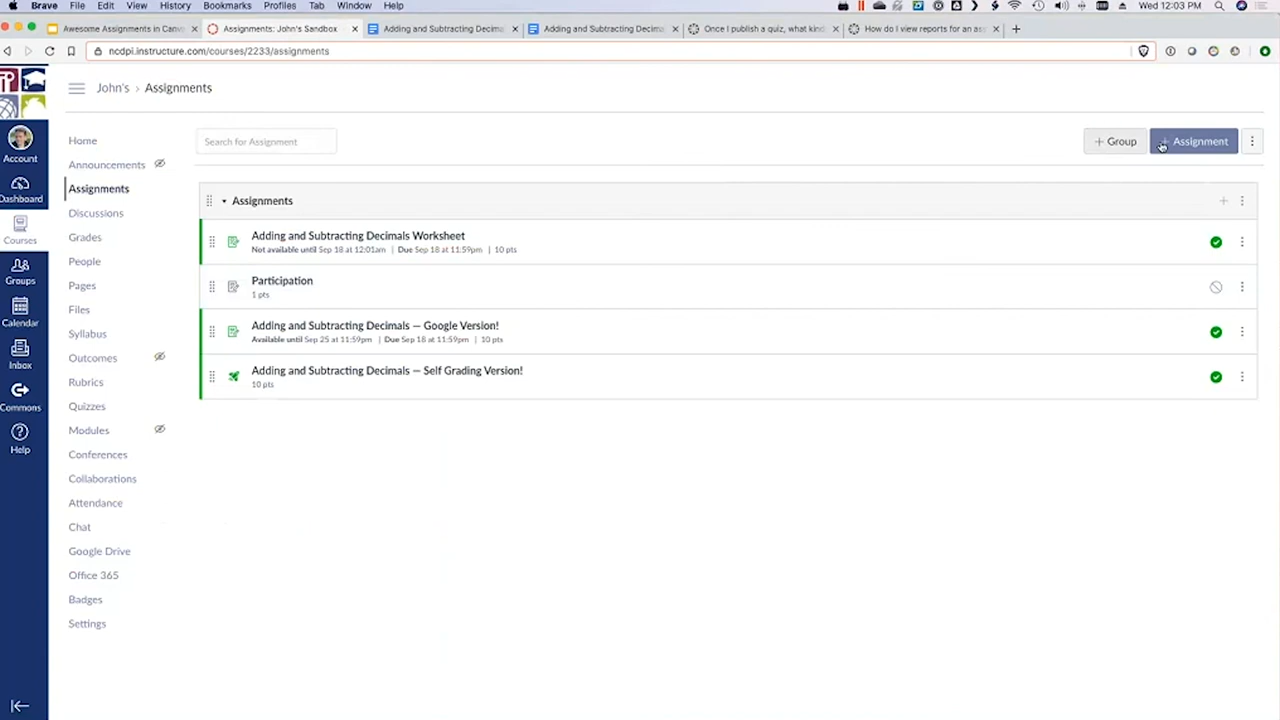 Brave File Edit View History Bookmarks Profiles Tab Window Help Wed 12:03 PM
Awesome Assignments in Canv Assignments: John's Sandbox Adding and Subtracting Decima Adding and Subtracting Decima Once I publish a quiz, what kind How do I view reports for an as
ncdpi.instructure.com/courses/2233/assignments
John's › Assignments
Account
Dashboard
Courses
Groups
Calendar
Inbox
Commons
Help
Home
Announcements
Assignments
Discussions
Grades
People
Pages
Files
Syllabus
Outcomes
Rubrics
Quizzes
Modules
Conferences
Collaborations
Attendance
Chat
Google Drive
Office 365
Badges
Settings
Search for Assignment
+ Group
+ Assignment
Assignments
Adding and Subtracting Decimals Worksheet
Not available until Sep 18 at 12:01am | Due Sep 18 at 11:59pm | 10 pts
Participation
1 pts
Adding and Subtracting Decimals — Google Version!
Available until Sep 25 at 11:59pm | Due Sep 18 at 11:59pm | 10 pts
Adding and Subtracting Decimals — Self Grading Version!
10 pts